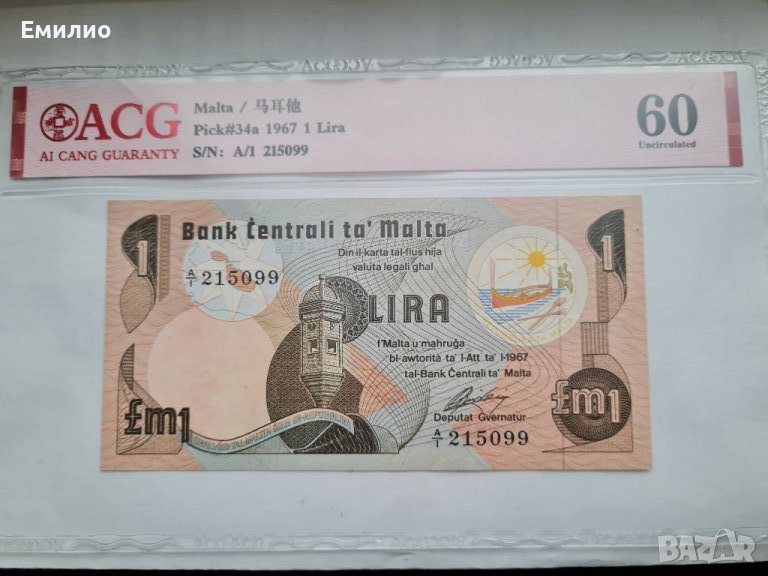 Емилио
ACG
AI CANG GUARANTY
Malta / 马耳他
Pick#34a 1967 1 Lira
S/N: A/1 215099
60
Uncirculated
1
Bank Ċentrali ta' Malta
1
Din il-karta tal-flus hija
valuta legali għal
A/1 215099
LIRA
f'Malta u maħruġa
bl-awtorità ta' l-Att ta' l-1967
tal-Bank Ċentrali ta' Malta
Deputat Gvernatur
£m1
£m1
A/1 215099
BAZAR